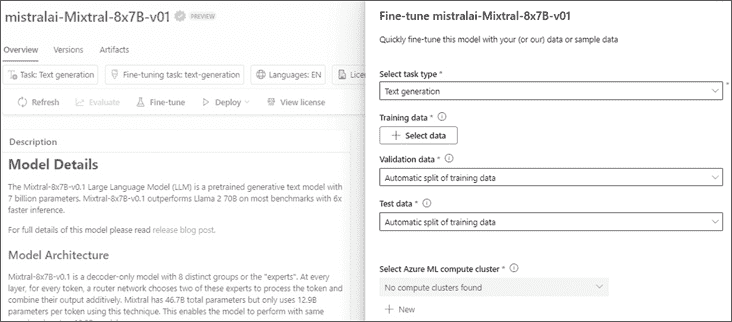 mistralai-Mixtral-8x7B-v01 PREVIEW
Overview Versions Artifacts
Task: Text generation Fine-tuning task: text-generation Languages: EN Licen
Refresh Evaluate Fine-tune Deploy View license
Description
Model Details
The Mixtral-8x7B-v0.1 Large Language Model (LLM) is a pretrained generative text model with
7 billion parameters. Mixtral-8x7B-v0.1 outperforms Llama 2 70B on most benchmarks with 6x
faster inference.
For full details of this model please read release blog post.
Model Architecture
Mixtral-8x7B-v0.1 is a decoder-only model with 8 distinct groups or the "experts". At every
layer, for every token, a router network chooses two of these experts to process the token and
combine their output additively. Mixtral has 46.7B total parameters but only uses 12.9B
parameters per token using this technique. This enables the model to perform with same
Fine-tune mistralai-Mixtral-8x7B-v01
Quickly fine-tune this model with your (or our) data or sample data
Select task type *
Text generation
Training data *
+ Select data
Validation data *
Automatic split of training data
Test data *
Automatic split of training data
Select Azure ML compute cluster *
No compute clusters found
+ New